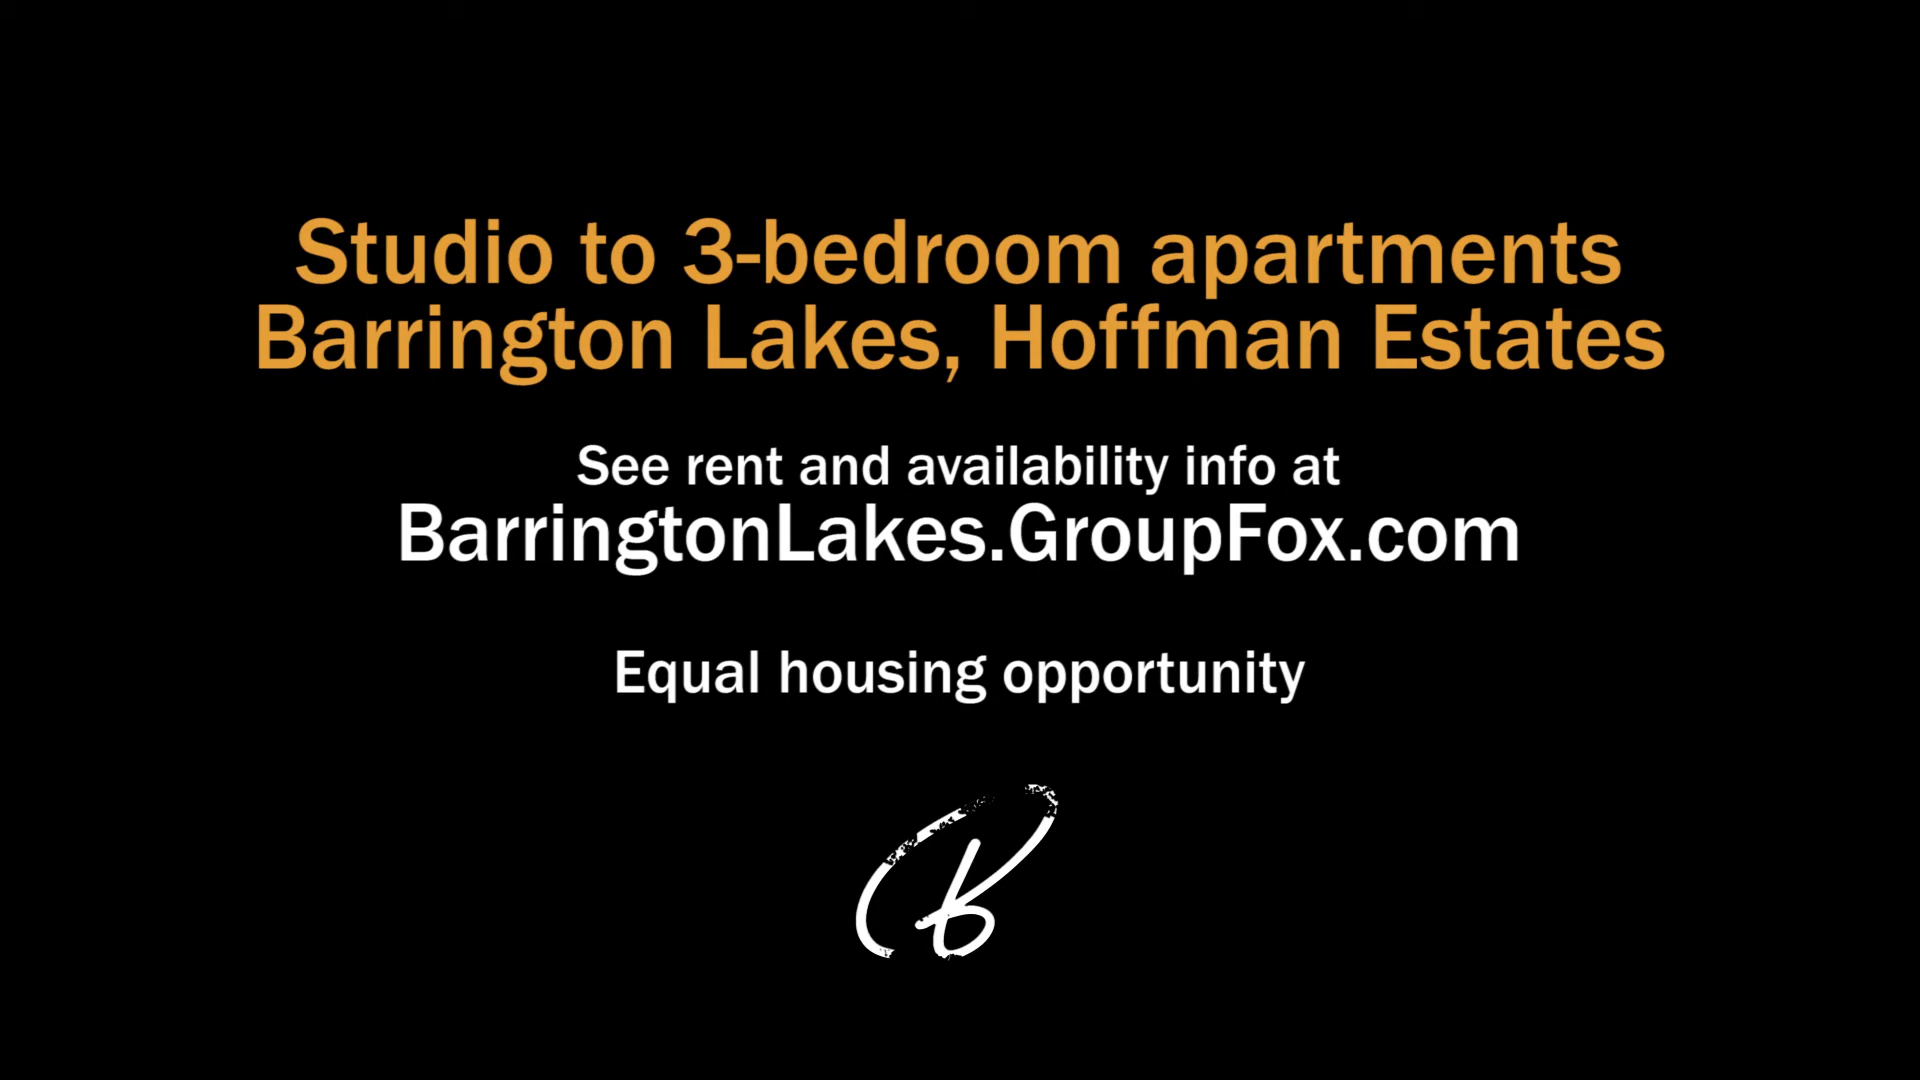 Studio to 3-bedroom apartments
Barrington Lakes, Hoffman Estates
See rent and availability info at
BarringtonLakes.GroupFox.com
Equal housing opportunity
B